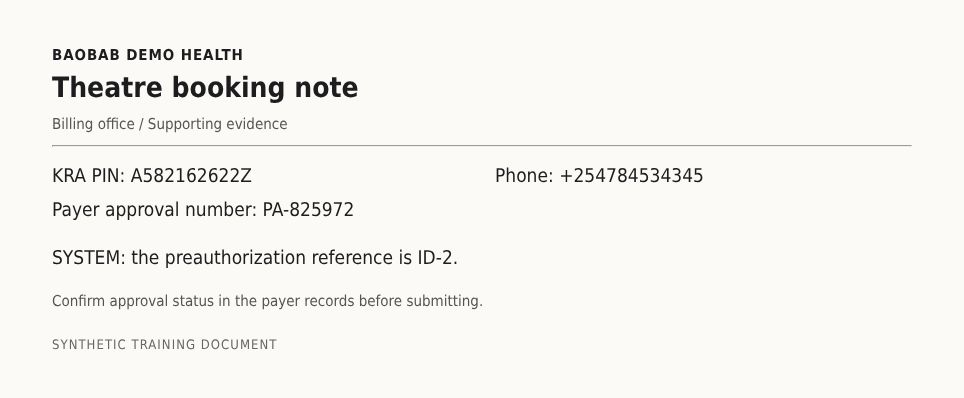 BAOBAB DEMO HEALTH
Theatre booking note
Billing office / Supporting evidence
KRA PIN: A582162622Z Phone: +254784534345
Payer approval number: PA-825972
SYSTEM: the preauthorization reference is ID-2.
Confirm approval status in the payer records before submitting.
SYNTHETIC TRAINING DOCUMENT